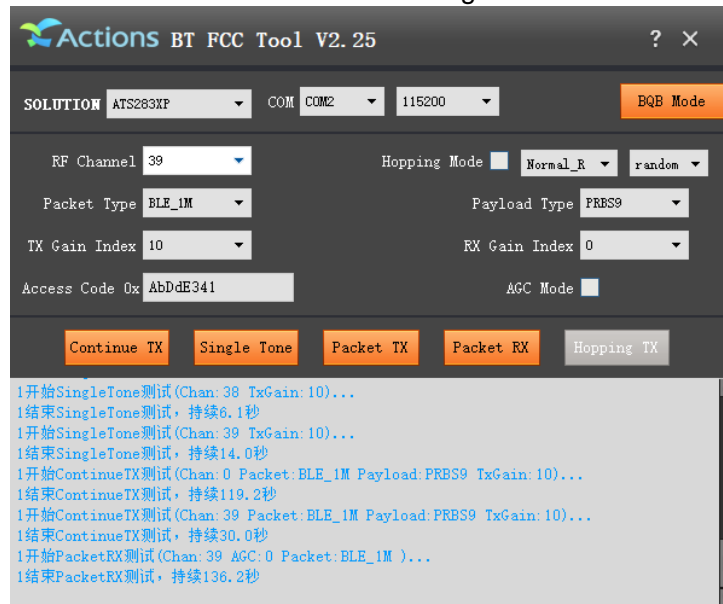 Actions BT FCC Tool V2.25 ? ×
SOLUTION ATS283XP COM COM2 115200 BQB Mode
RF Channel 39 Hopping Mode Normal_R random
Packet Type BLE_1M Payload Type PRBS9
TX Gain Index 10 RX Gain Index 0
Access Code 0x AbDdE341 AGC Mode
Continue TX Single Tone Packet TX Packet RX Hopping TX
1开始SingleTone测试(Chan:38 TxGain:10)...
1结束SingleTone测试，持续6.1秒
1开始SingleTone测试(Chan:39 TxGain:10)...
1结束SingleTone测试，持续14.0秒
1开始ContinueTX测试(Chan:0 Packet:BLE_1M Payload:PRBS9 TxGain:10)...
1结束ContinueTX测试，持续119.2秒
1开始ContinueTX测试(Chan:39 Packet:BLE_1M Payload:PRBS9 TxGain:10)...
1结束ContinueTX测试，持续30.0秒
1开始PacketRX测试(Chan:39 AGC:0 Packet:BLE_1M )...
1结束PacketRX测试，持续136.2秒